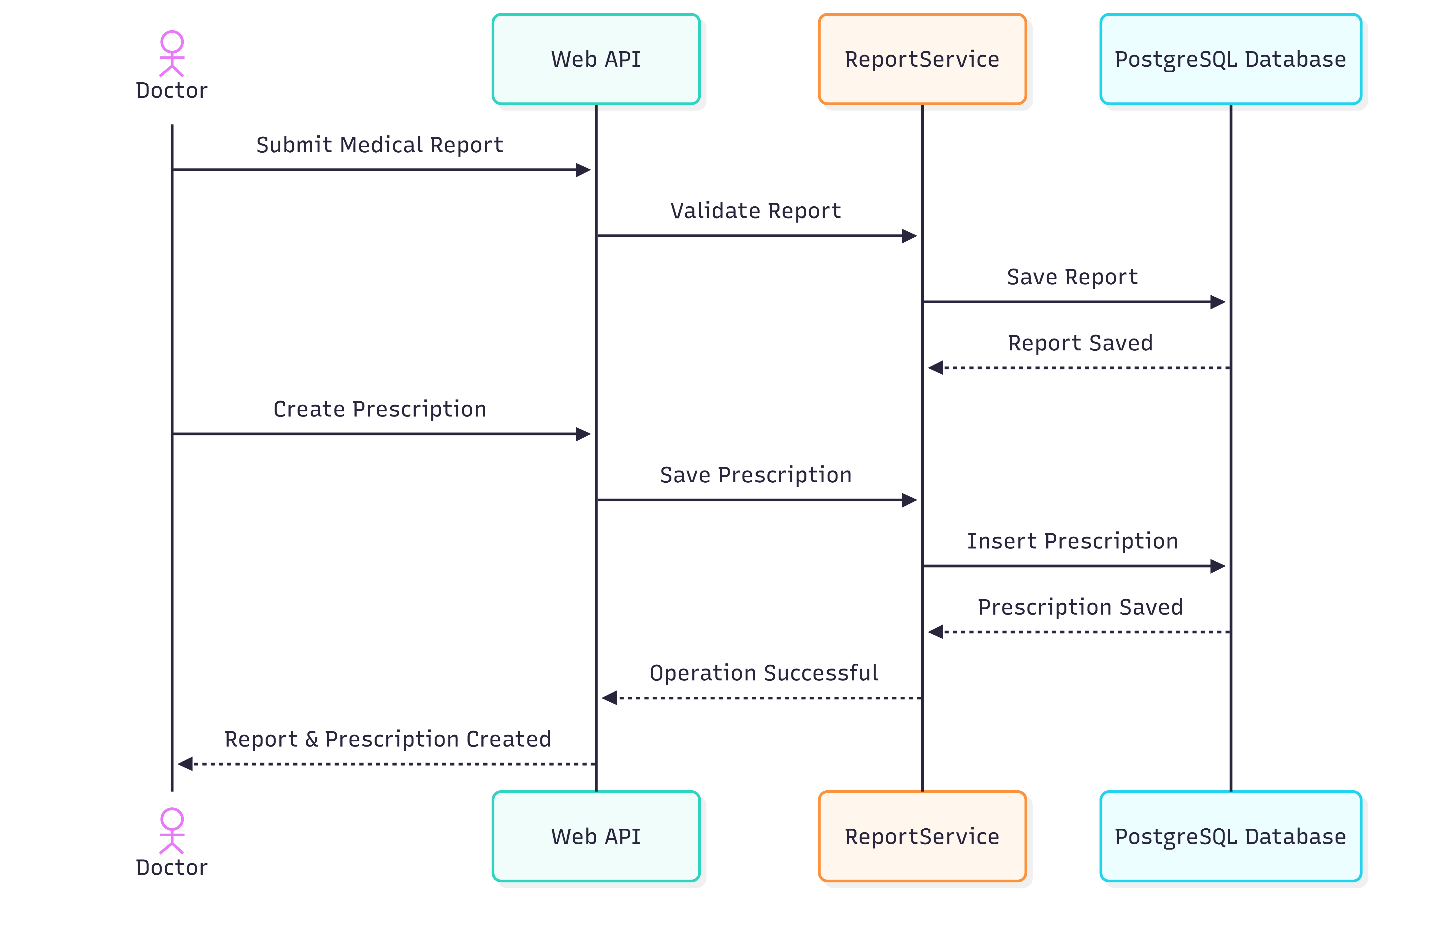 Doctor
Web API
ReportService
PostgreSQL Database
Submit Medical Report
Validate Report
Save Report
Report Saved
Create Prescription
Save Prescription
Insert Prescription
Prescription Saved
Operation Successful
Report & Prescription Created
Doctor
Web API
ReportService
PostgreSQL Database